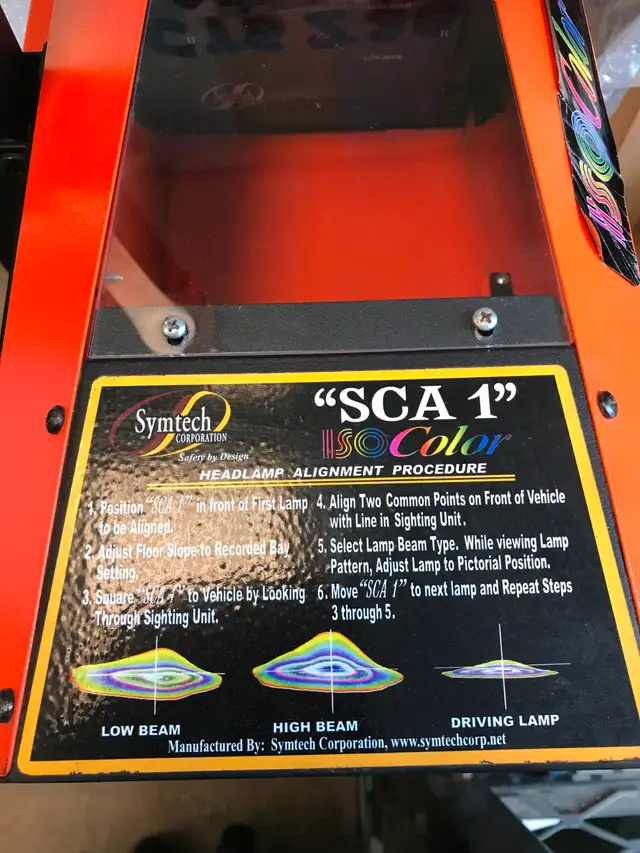 LOW BEAM
ISOColor
Symtech
CORPORATION
Safety by Design
"SCA 1"
ISOColor
HEADLAMP ALIGNMENT PROCEDURE
1. Position "SCA 1" in front of First Lamp
to be Aligned.
2. Adjust Floor Slope to Recorded Bay
Setting.
3. Square "SCA 1" to Vehicle by Looking
Through Sighting Unit.
4. Align Two Common Points on Front of Vehicle
with Line in Sighting Unit.
5. Select Lamp Beam Type. While viewing Lamp
Pattern, Adjust Lamp to Pictorial Position.
6. Move "SCA 1" to next lamp and Repeat Steps
3 through 5.
LOW BEAM
HIGH BEAM
DRIVING LAMP
Manufactured By: Symtech Corporation, www.symtechcorp.net